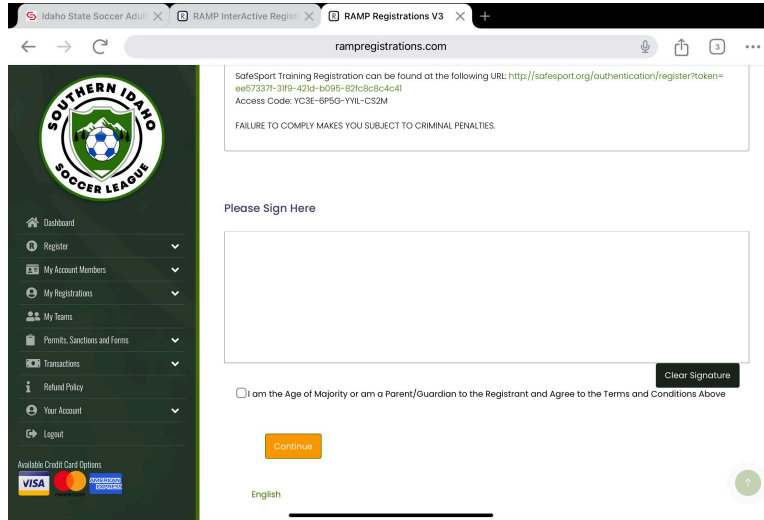 Idaho State Soccer Adult
RAMP InterActive Regist
RAMP Registrations V3
rampregistrations.com
3
SOUTHERN IDAHO
SOCCER LEAGUE
Dashboard
Register
My Account Members
My Registrations
My Teams
Permits, Sanctions and Forms
Transactions
Refund Policy
Your Account
Logout
Available Credit Card Options
VISA
mastercard
AMERICAN
EXPRESS
SafeSport Training Registration can be found at the following URL: http://safesport.org/authentication/register?token=
ee57337f-31f9-421d-b095-82fc8c8c4c41
Access Code: YC3E-6P5G-YYIL-CS2M
FAILURE TO COMPLY MAKES YOU SUBJECT TO CRIMINAL PENALTIES.
Please Sign Here
Clear Signature
I am the Age of Majority or am a Parent/Guardian to the Registrant and Agree to the Terms and Conditions Above
Continue
English